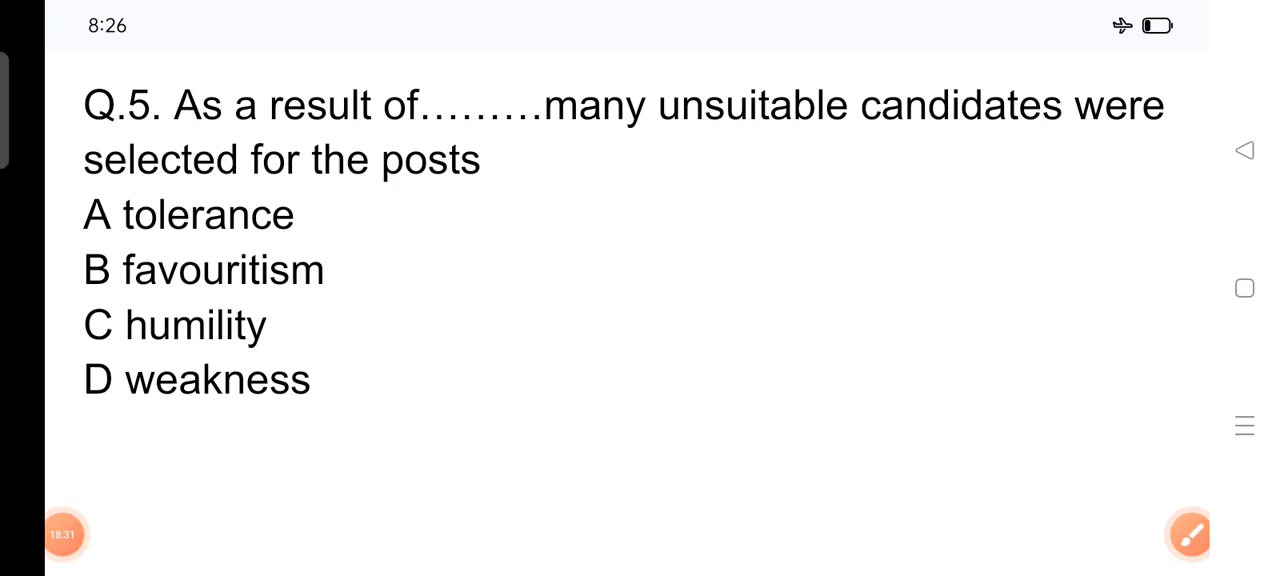 8:26
Q.5. As a result of.........many unsuitable candidates were
selected for the posts
A tolerance
B favouritism
C humility
D weakness
18:31